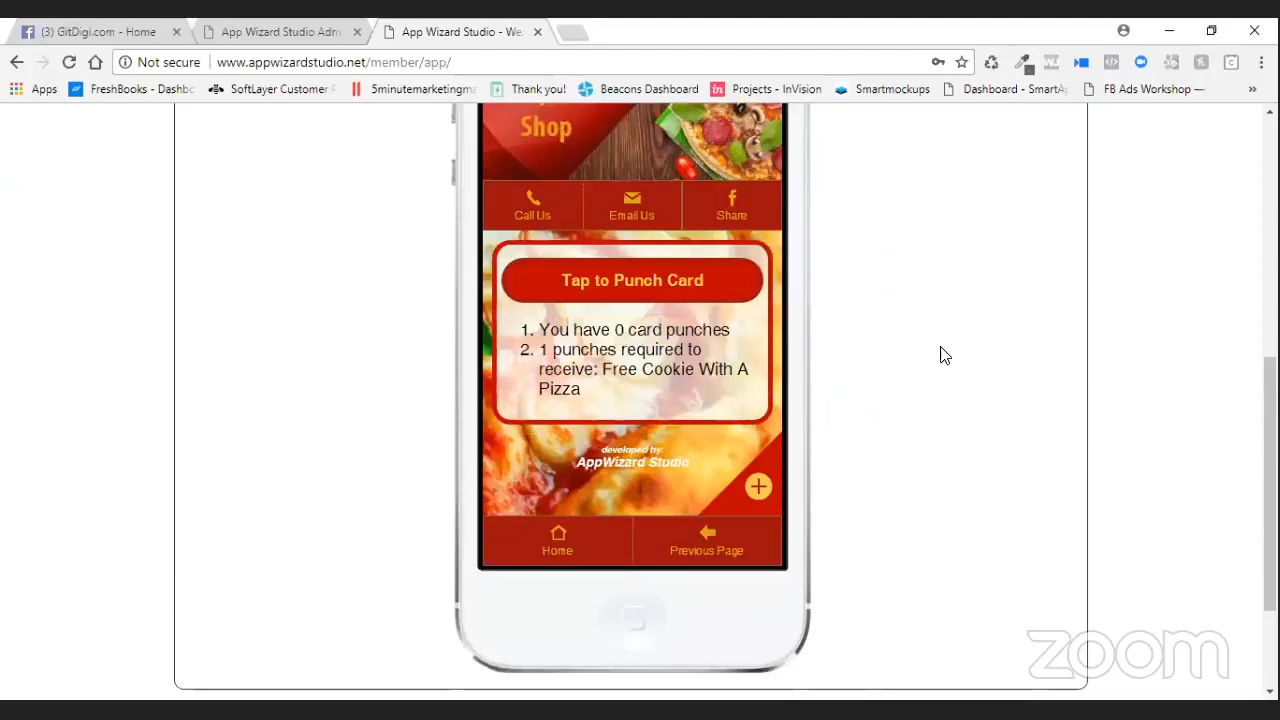 (3) GitDigi.com - Home
App Wizard Studio Adm
App Wizard Studio - We
Not secure
www.appwizardstudio.net/member/app/
Apps
FreshBooks - Dashbo
SoftLayer Customer
5minutemarketingma
Thank you!
Beacons Dashboard
Projects - InVision
Smartmockups
Dashboard - SmartA
FB Ads Workshop —
Shop
Call Us
Email Us
Share
Tap to Punch Card
1. You have 0 card punches
2. 1 punches required to
receive: Free Cookie With A
Pizza
developed by:
AppWizard Studio
Home
Previous Page
zoom